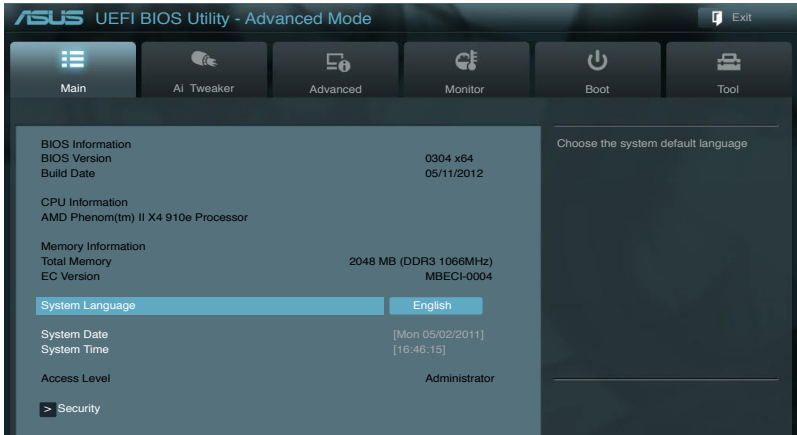 ASUS UEFI BIOS Utility - Advanced Mode
Exit
Main
Ai Tweaker
Advanced
Monitor
Boot
Tool
BIOS Information
BIOS Version 0304 x64
Build Date 05/11/2012
CPU Information
AMD Phenom(tm) II X4 910e Processor
Memory Information
Total Memory 2048 MB (DDR3 1066MHz)
EC Version MBECI-0004
System Language English
System Date [Mon 05/02/2011]
System Time [16:46:15]
Access Level Administrator
> Security
Choose the system default language